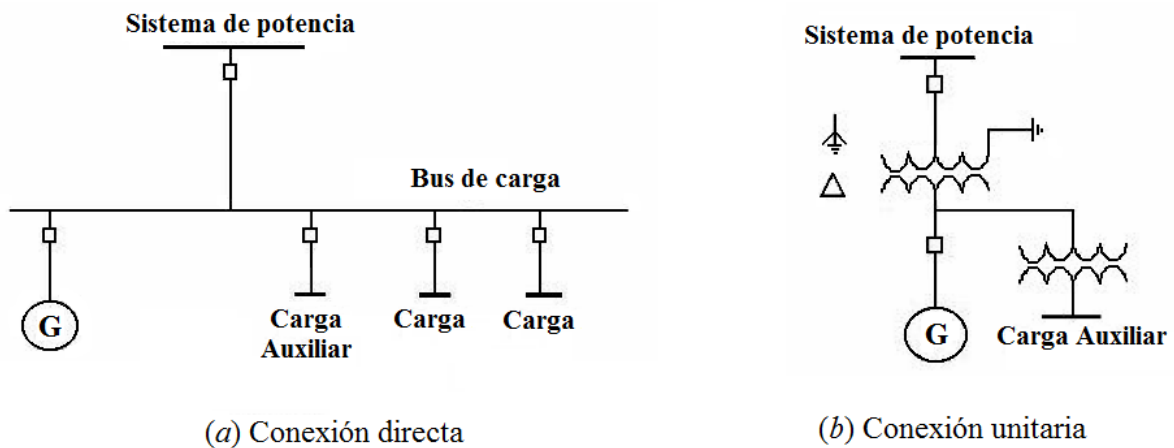 Sistema de potencia
Bus de carga
G
Carga
Auxiliar
Carga
Carga
(a) Conexión directa
Sistema de potencia
G
Carga Auxiliar
(b) Conexión unitaria